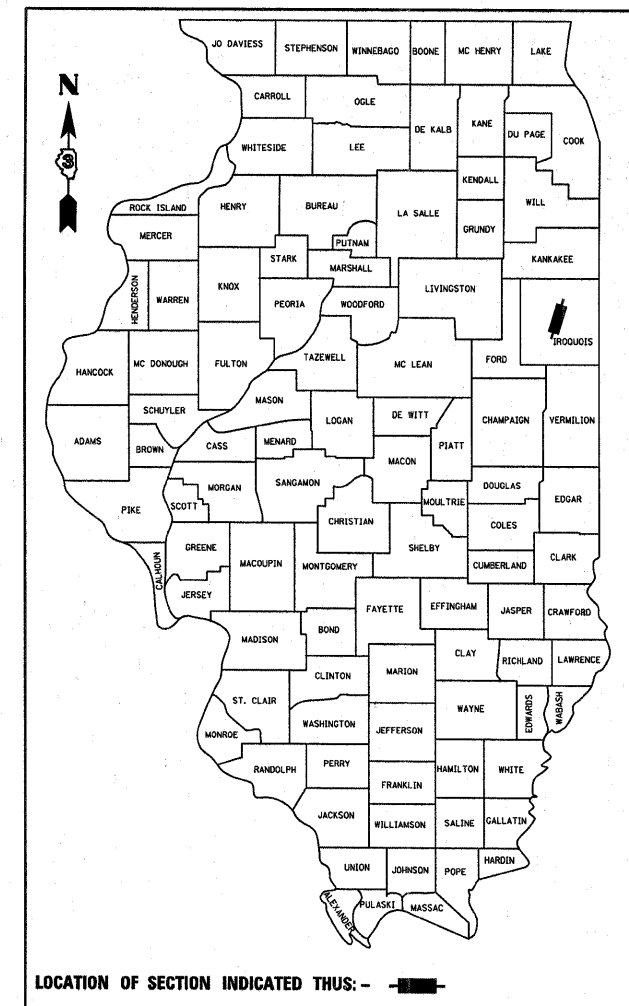 JO DAVIESS STEPHENSON WINNEBAGO BOONE MC HENRY LAKE
N
CARROLL OGLE DE KALB KANE DU PAGE COOK
WHITESIDE LEE
KENDALL WILL
ROCK ISLAND HENRY BUREAU LA SALLE GRUNDY
MERCER PUTNAM
STARK MARSHALL KANKAKEE
HENDERSON WARREN KNOX PEORIA WOODFORD LIVINGSTON
IROQUOIS
HANCOCK MC DONOUGH FULTON TAZEWELL MC LEAN FORD
MASON
SCHUYLER LOGAN DE WITT CHAMPAIGN VERMILION
ADAMS BROWN CASS MENARD MACON PIATT
MORGAN SANGAMON DOUGLAS EDGAR
PIKE SCOTT CHRISTIAN MOULTRIE COLES
GREENE MACOUPIN MONTGOMERY SHELBY CUMBERLAND CLARK
CALHOUN JERSEY FAYETTE EFFINGHAM JASPER CRAWFORD
MADISON BOND
CLAY RICHLAND LAWRENCE
CLINTON MARION
ST. CLAIR WAYNE EDWARDS WABASH
MONROE WASHINGTON JEFFERSON
RANDOLPH PERRY HAMILTON WHITE
FRANKLIN
JACKSON WILLIAMSON SALINE GALLATIN
UNION JOHNSON POPE HARDIN
ALEXANDER PULASKI MASSAC
LOCATION OF SECTION INDICATED THUS: -